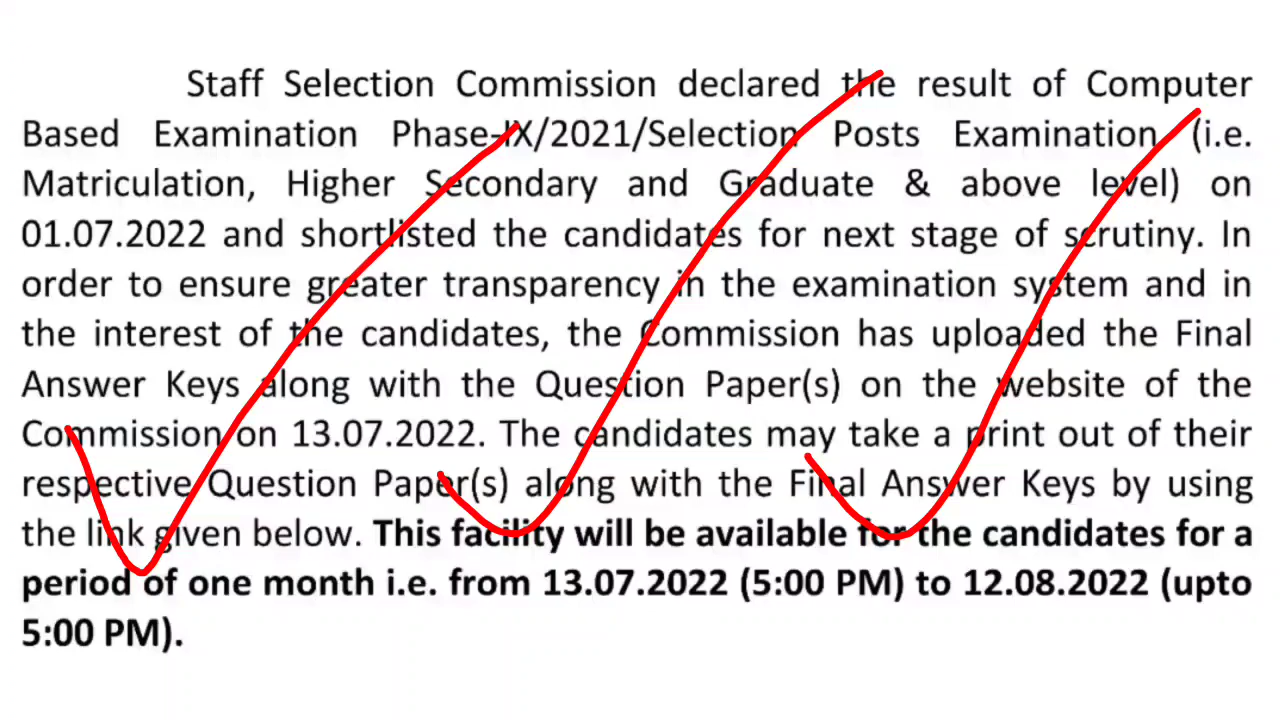 Staff Selection Commission declared the result of Computer
Based Examination Phase-IX/2021/Selection Posts Examination (i.e.
Matriculation, Higher Secondary and Graduate & above level) on
01.07.2022 and shortlisted the candidates for next stage of scrutiny. In
order to ensure greater transparency in the examination system and in
the interest of the candidates, the Commission has uploaded the Final
Answer Keys along with the Question Paper(s) on the website of the
Commission on 13.07.2022. The candidates may take a print out of their
respective Question Paper(s) along with the Final Answer Keys by using
the link given below. This facility will be available for the candidates for a
period of one month i.e. from 13.07.2022 (5:00 PM) to 12.08.2022 (upto
5:00 PM).